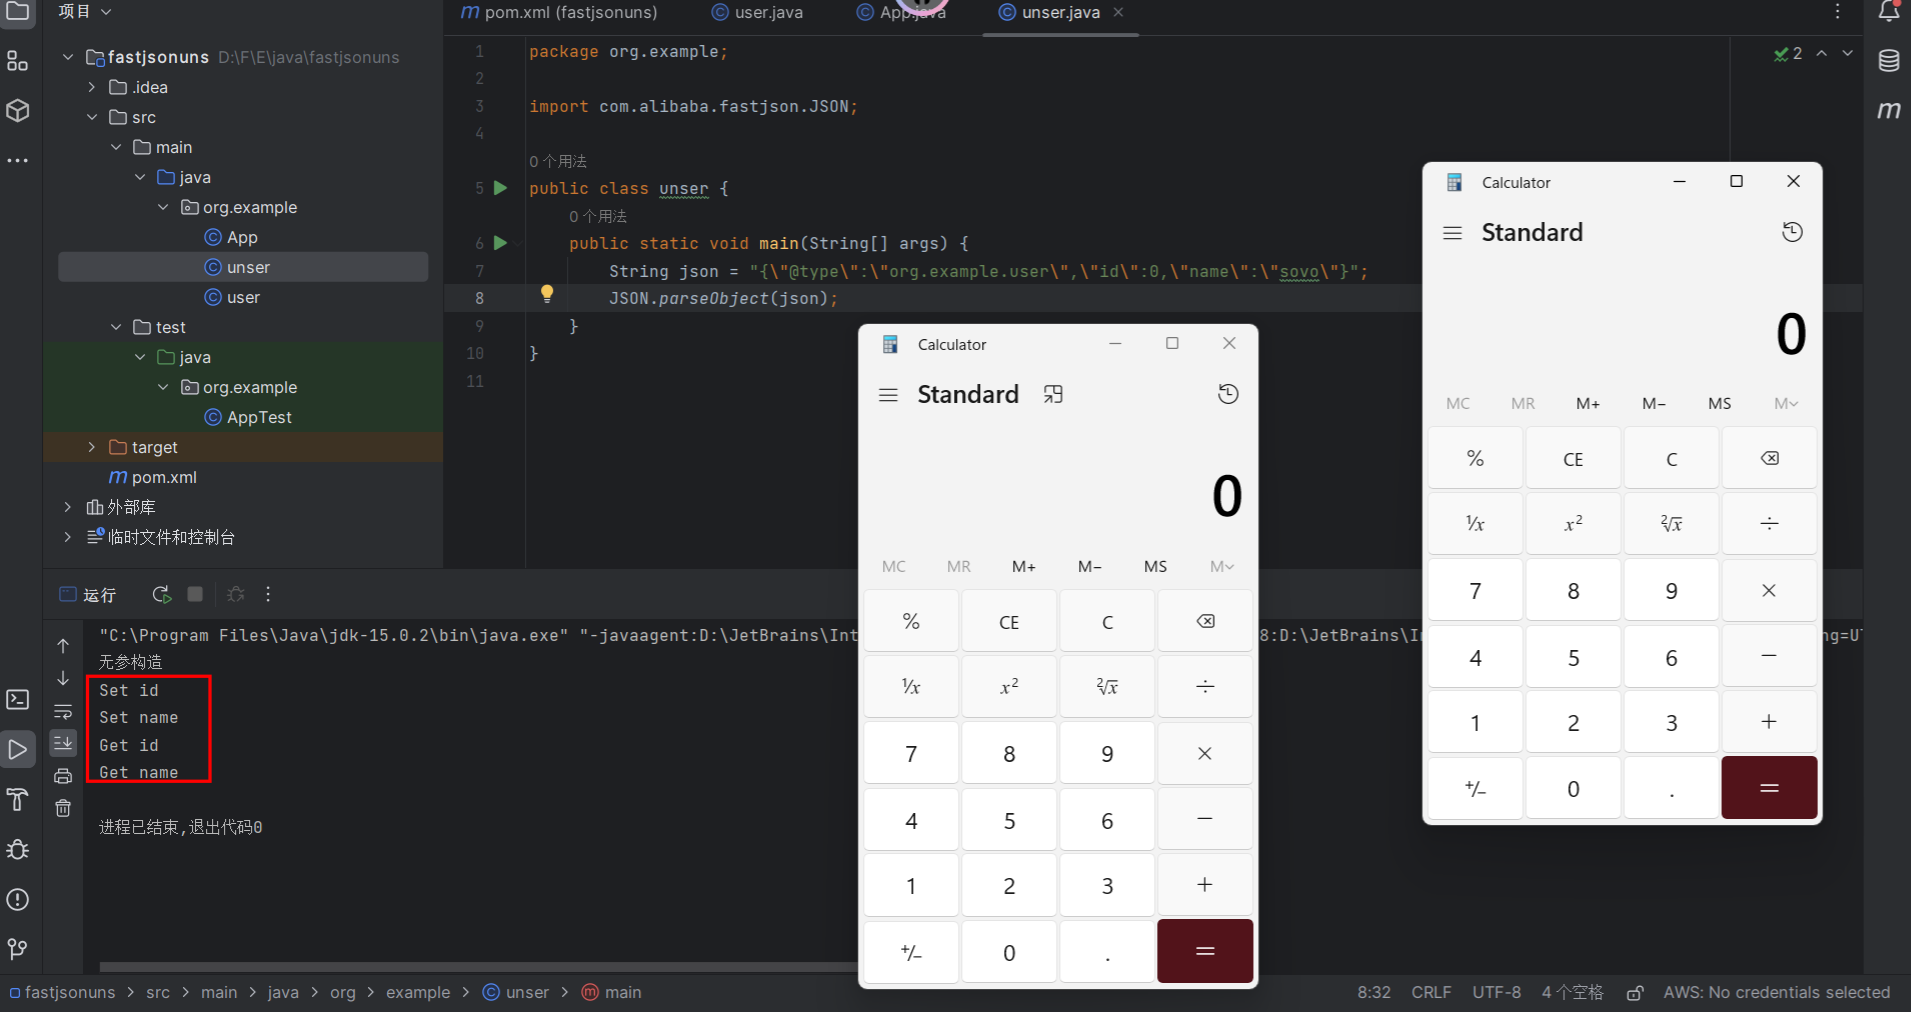 项目
pom.xml (fastjsonuns)
user.java
App.java
unser.java
fastjsonuns D:\F\E\java\fastjsonuns
.idea
src
main
java
org.example
App
unser
user
test
java
org.example
AppTest
target
pom.xml
外部库
临时文件和控制台
2
1 package org.example;
2
3 import com.alibaba.fastjson.JSON;
4
0 个用法
5 public class unser {
0 个用法
6 public static void main(String[] args) {
7 String json = "{\"@type\":\"org.example.user\",\"id\":0,\"name\":\"sovo\"}";
8 JSON.parseObject(json);
9 }
10 }
11
Calculator
Standard
0
MC MR M+ M− MS M
% CE C
⅟x x² ²√x ÷
7 8 9 ×
4 5 6 −
1 2 3 +
+/− 0 . =
Calculator
Standard
0
MC MR M+ M− MS M
% CE C
⅟x x² ²√x ÷
7 8 9 ×
4 5 6 −
1 2 3 +
+/− 0 . =
运行
"C:\Program Files\Java\jdk-15.0.2\bin\java.exe" "-javaagent:D:\JetBrains\Int
8:D:\JetBrains\I
ng=U
无参构造
Set id
Set name
Get id
Get name
进程已结束,退出代码0
fastjsonuns > src > main > java > org > example > unser > main
8:32 CRLF UTF-8 4 个空格 AWS: No credentials selected